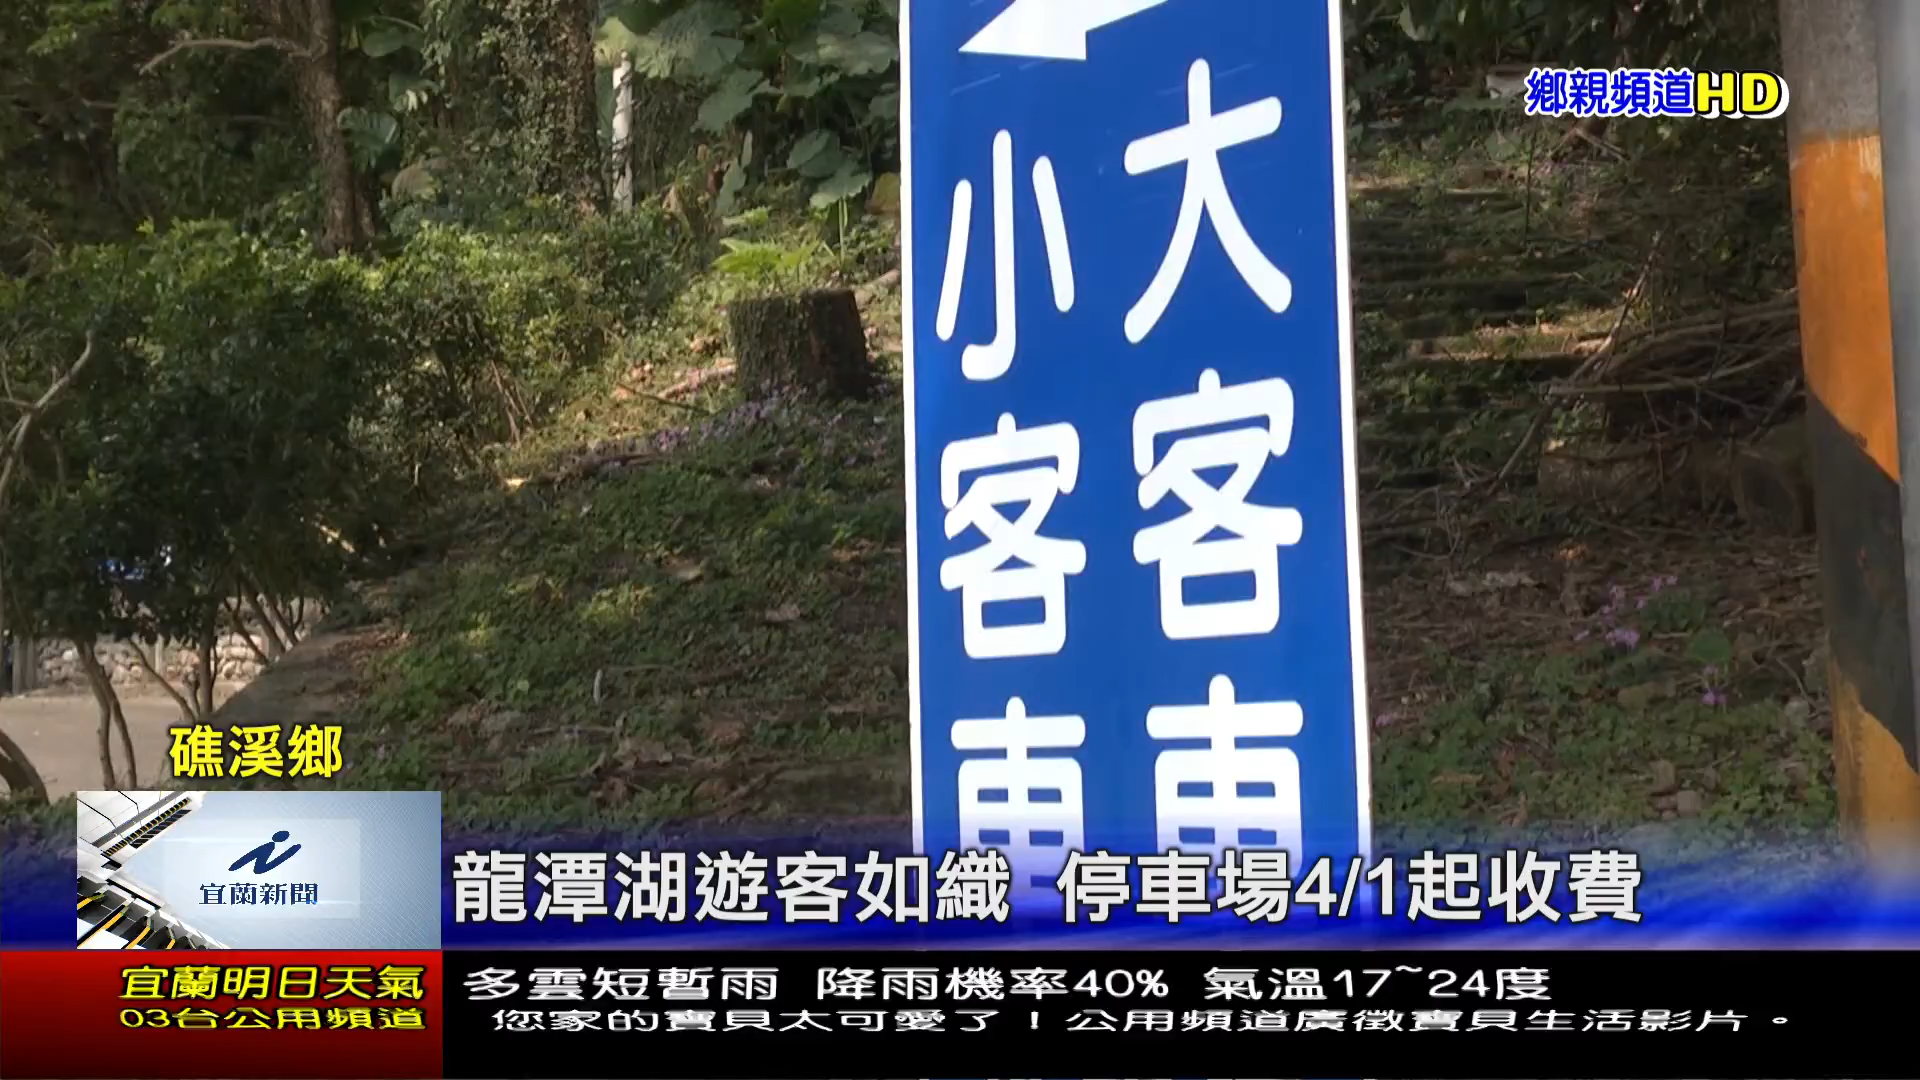 鄉親頻道HD
大客車
小客車
礁溪鄉
宜蘭新聞
龍潭湖遊客如織 停車場4/1起收費
宜蘭明日天氣 多雲短暫雨 降雨機率40% 氣溫17~24度
03台公用頻道 您家的寶貝太可愛了！公用頻道廣徵寶貝生活影片。